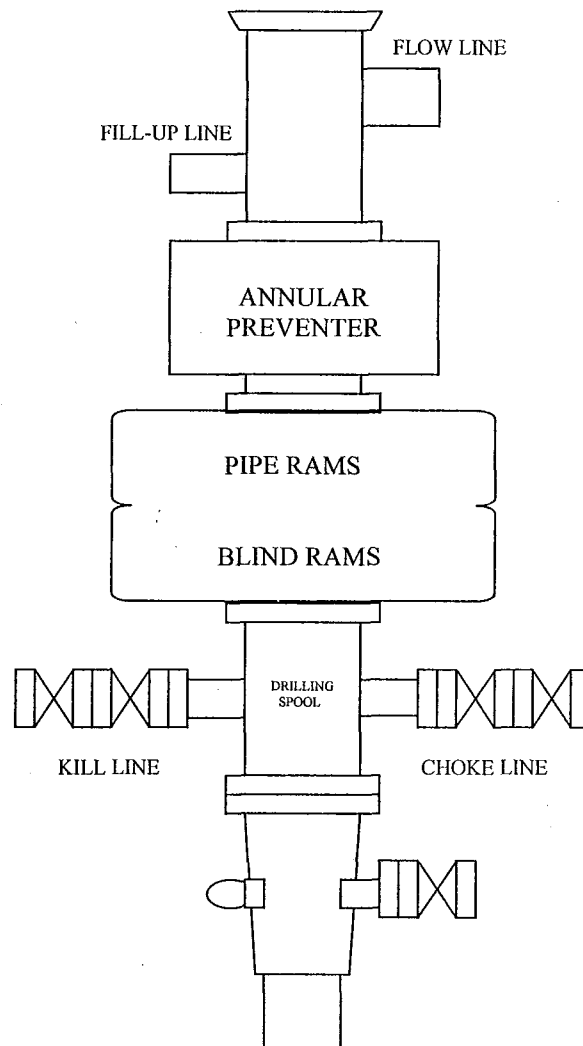 FLOW LINE
FILL-UP LINE
ANNULAR
PREVENTER
PIPE RAMS
BLIND RAMS
DRILLING
SPOOL
KILL LINE
CHOKE LINE